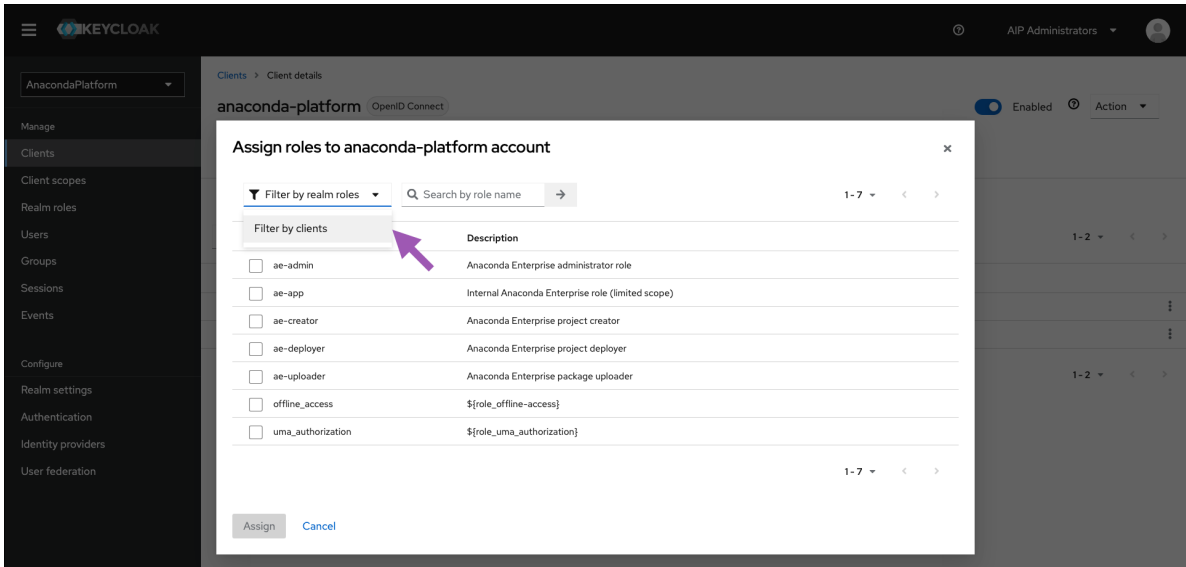 KEYCLOAK
AIP Administrators
AnacondaPlatform
Manage
Clients
Client scopes
Realm roles
Users
Groups
Sessions
Events
Configure
Realm settings
Authentication
Identity providers
User federation
Clients > Client details
anaconda-platform OpenID Connect
Enabled Action
Assign roles to anaconda-platform account
Filter by realm roles Search by role name 1-7
Filter by clients
Description
ae-admin Anaconda Enterprise administrator role
ae-app Internal Anaconda Enterprise role (limited scope)
ae-creator Anaconda Enterprise project creator
ae-deployer Anaconda Enterprise project deployer
ae-uploader Anaconda Enterprise package uploader
offline_access ${role_offline-access}
uma_authorization ${role_uma_authorization}
1-7
Assign Cancel
1-2
1-2